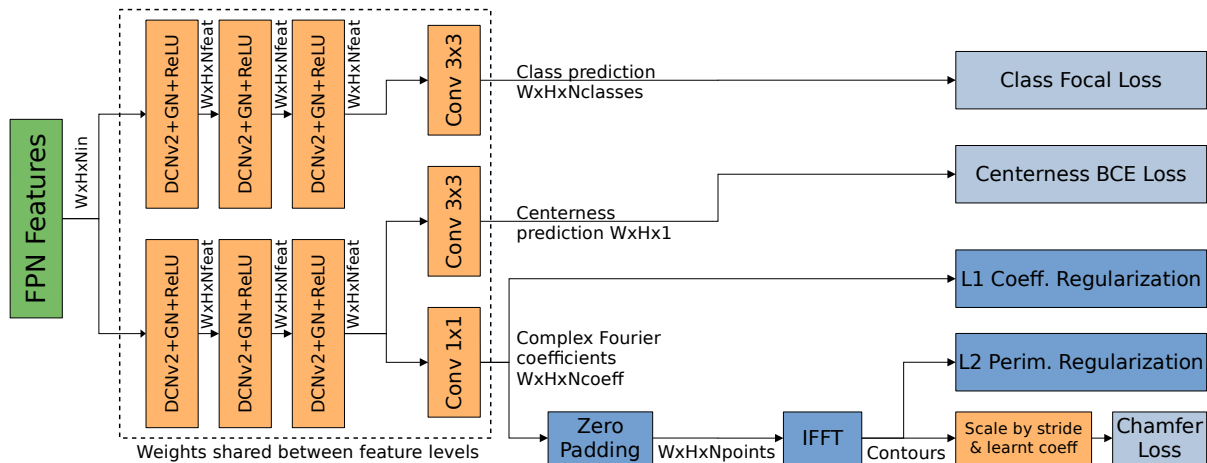 FPN Features
WxHxNin
DCNv2+GN+ReLU
WxHxNfeat
DCNv2+GN+ReLU
WxHxNfeat
DCNv2+GN+ReLU
WxHxNfeat
Conv 3x3
Class prediction
WxHxNclasses
Class Focal Loss
Conv 3x3
Centerness
prediction WxHx1
Centerness BCE Loss
DCNv2+GN+ReLU
WxHxNfeat
DCNv2+GN+ReLU
WxHxNfeat
DCNv2+GN+ReLU
WxHxNfeat
Conv 1x1
Complex Fourier
coefficients
WxHxNcoeff
L1 Coeff. Regularization
L2 Perim. Regularization
Zero
Padding
WxHxNpoints
IFFT
Contours
Scale by stride
& learnt coeff
Chamfer
Loss
Weights shared between feature levels